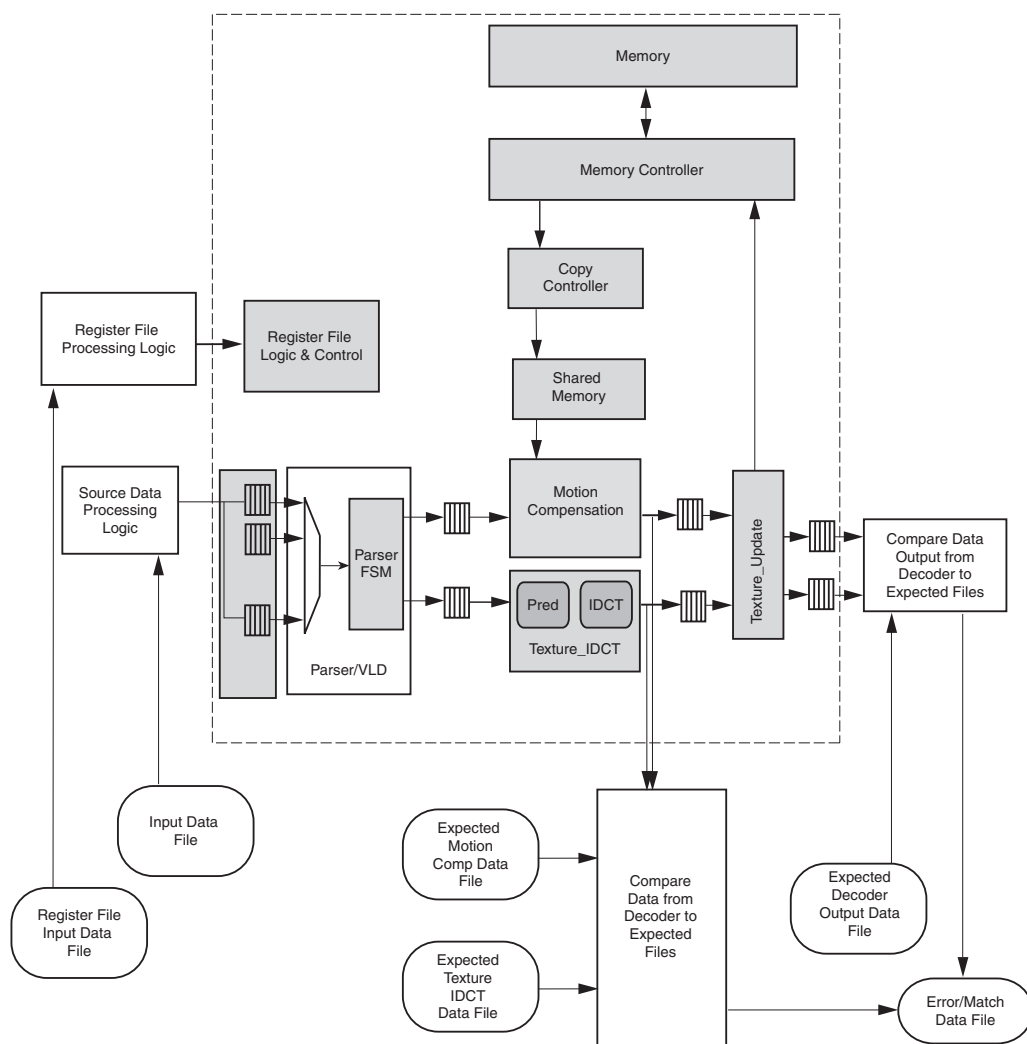 Memory
Memory Controller
Copy
Controller
Register File
Processing Logic
Register File
Logic & Control
Shared
Memory
Source Data
Processing
Logic
Parser
FSM
Parser/VLD
Motion
Compensation
Pred
IDCT
Texture_IDCT
Texture_Update
Compare Data
Output from
Decoder to
Expected Files
Input Data
File
Register File
Input Data
File
Expected
Motion
Comp Data
File
Expected
Texture
IDCT
Data File
Compare
Data from
Decoder to
Expected
Files
Expected
Decoder
Output Data
File
Error/Match
Data File